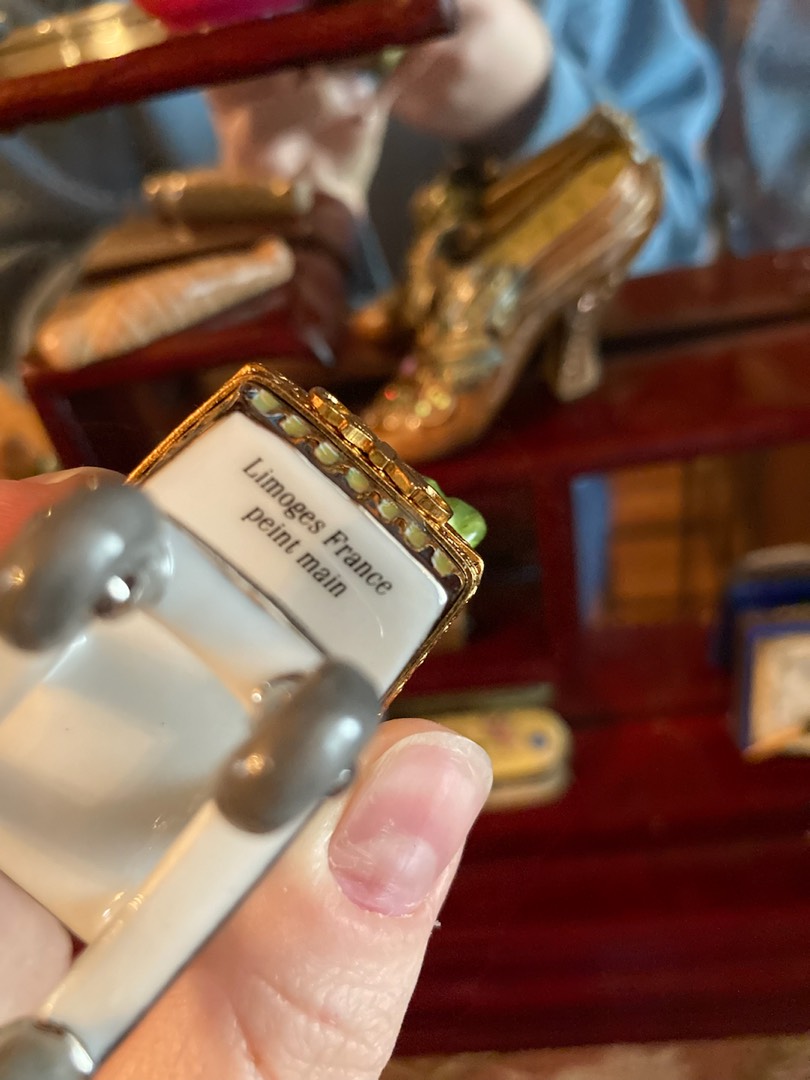 Limoges France
peint main